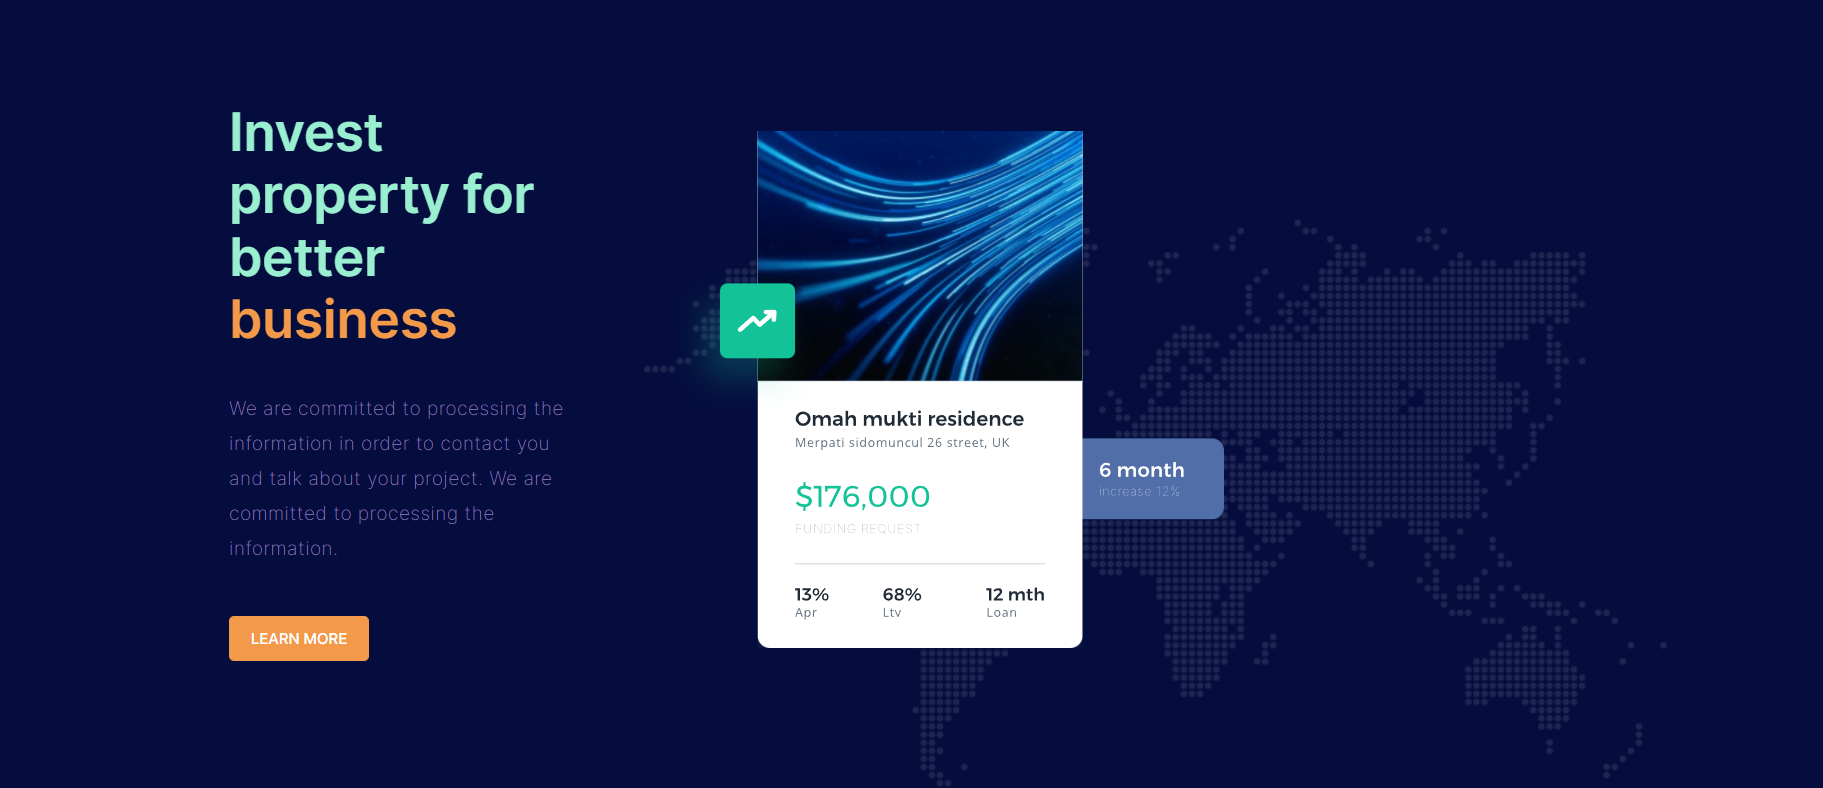 Invest
property for
better
business
We are committed to processing the
information in order to contact you
and talk about your project. We are
committed to processing the
information.
LEARN MORE
Omah mukti residence
Merpati sidomuncul 26 street, UK
$176,000
FUNDING REQUEST
13% 68% 12 mth
Apr Ltv Loan
6 month
increase 12%